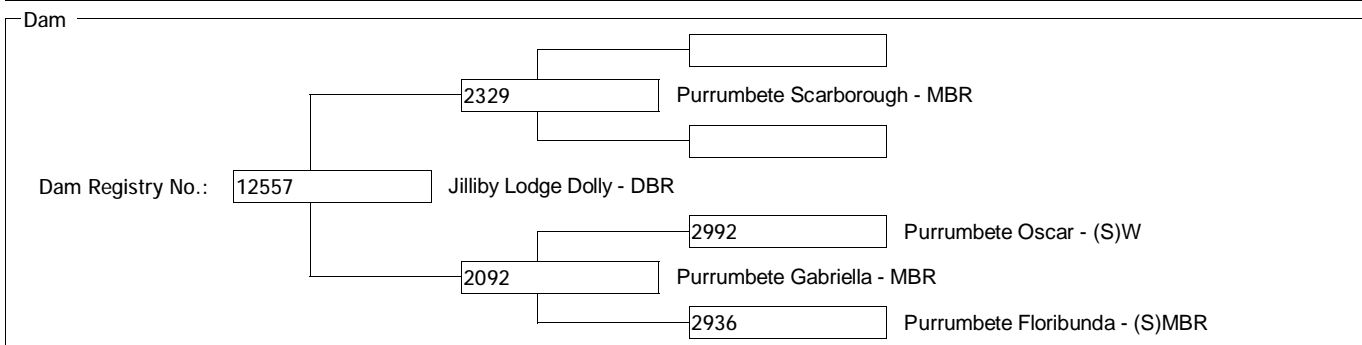 Dam
2329 Purrumbete Scarborough - MBR
Dam Registry No.: 12557 Jilliby Lodge Dolly - DBR
2992 Purrumbete Oscar - (S)W
2092 Purrumbete Gabriella - MBR
2936 Purrumbete Floribunda - (S)MBR